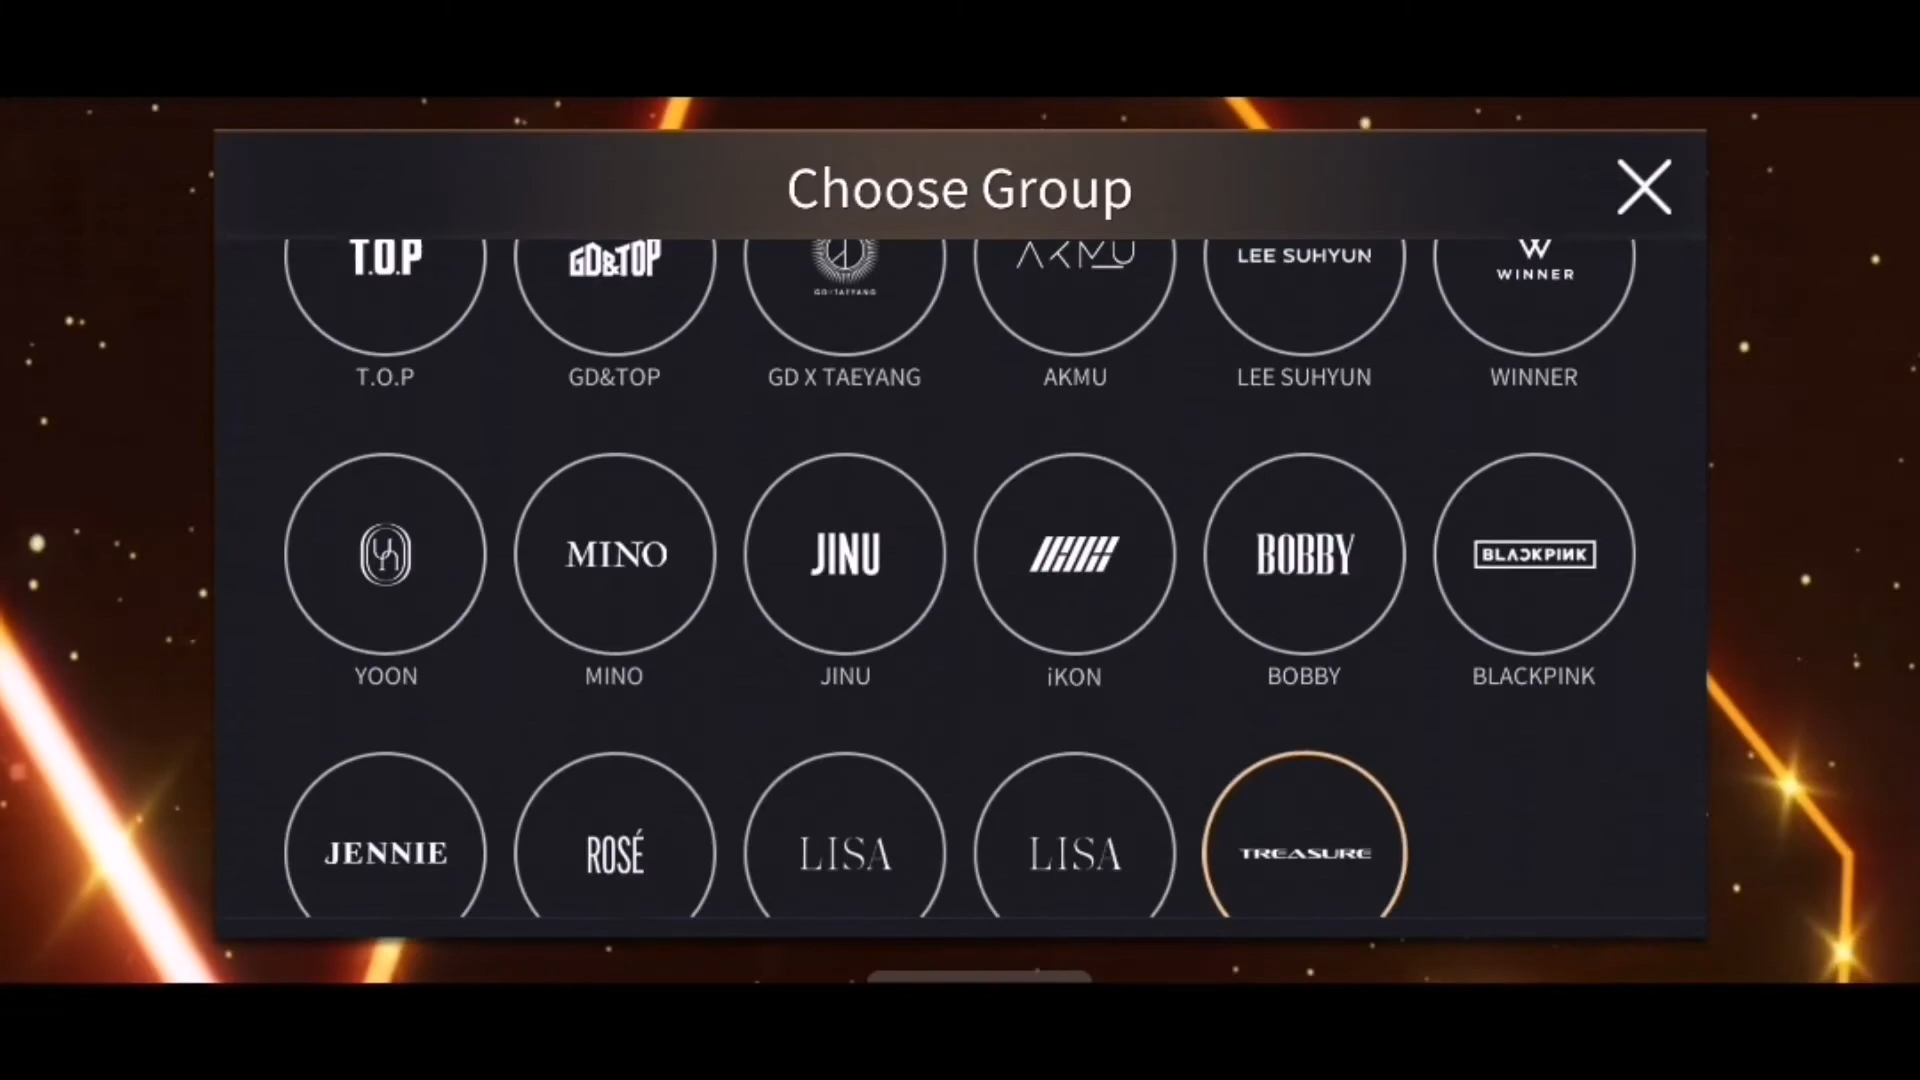 Choose Group
T.O.P
GD&TOP
GD X TAEYANG
AKMU
LEE SUHYUN
W
WINNER
T.O.P
GD&TOP
GD X TAEYANG
AKMU
LEE SUHYUN
WINNER
MINO
JINU
iKON
BOBBY
BLACKPINK
YOON
MINO
JINU
iKON
BOBBY
BLACKPINK
JENNIE
ROSÉ
LISA
LISA
TREASURE